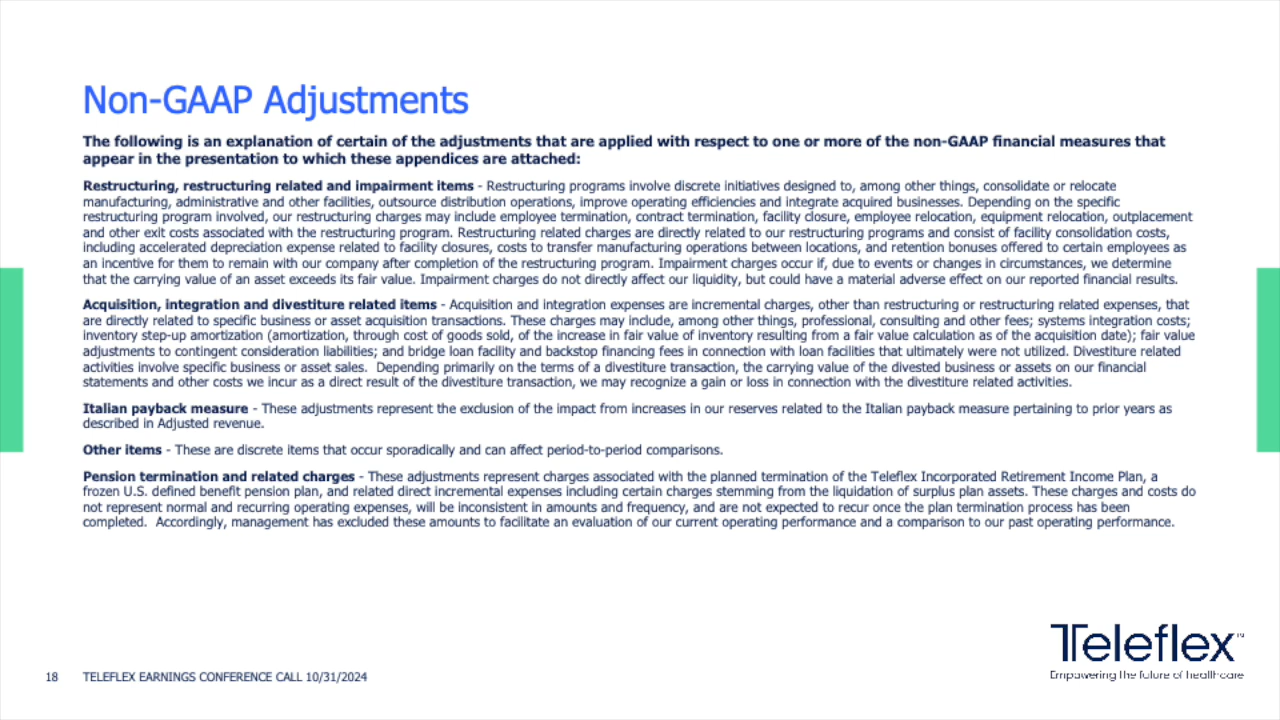 Non-GAAP Adjustments
The following is an explanation of certain of the adjustments that are applied with respect to one or more of the non-GAAP financial measures that
appear in the presentation to which these appendices are attached:
Restructuring, restructuring related and impairment items - Restructuring programs involve discrete initiatives designed to, among other things, consolidate or relocate
manufacturing, administrative and other facilities, outsource distribution operations, improve operating efficiencies and integrate acquired businesses. Depending on the specific
restructuring program involved, our restructuring charges may include employee termination, contract termination, facility closure, employee relocation, equipment relocation, outplacement
and other exit costs associated with the restructuring program. Restructuring related charges are directly related to our restructuring programs and consist of facility consolidation costs,
including accelerated depreciation expense related to facility closures, costs to transfer manufacturing operations between locations, and retention bonuses offered to certain employees as
an incentive for them to remain with our company after completion of the restructuring program. Impairment charges occur if, due to events or changes in circumstances, we determine
that the carrying value of an asset exceeds its fair value. Impairment charges do not directly affect our liquidity, but could have a material adverse effect on our reported financial results.
Acquisition, integration and divestiture related items - Acquisition and integration expenses are incremental charges, other than restructuring or restructuring related expenses, that
are directly related to specific business or asset acquisition transactions. These charges may include, among other things, professional, consulting and other fees; systems integration costs;
inventory step-up amortization (amortization, through cost of goods sold, of the increase in fair value of inventory resulting from a fair value calculation as of the acquisition date); fair value
adjustments to contingent consideration liabilities; and bridge loan facility and backstop financing fees in connection with loan facilities that ultimately were not utilized. Divestiture related
activities involve specific business or asset sales. Depending primarily on the terms of a divestiture transaction, the carrying value of the divested business or assets on our financial
statements and other costs we incur as a direct result of the divestiture transaction, we may recognize a gain or loss in connection with the divestiture related activities.
Italian payback measure - These adjustments represent the exclusion of the impact from increases in our reserves related to the Italian payback measure pertaining to prior years as
described in Adjusted revenue.
Other items - These are discrete items that occur sporadically and can affect period-to-period comparisons.
Pension termination and related charges - These adjustments represent charges associated with the planned termination of the Teleflex Incorporated Retirement Income Plan, a
frozen U.S. defined benefit pension plan, and related direct incremental expenses including certain charges stemming from the liquidation of surplus plan assets. These charges and costs do
not represent normal and recurring operating expenses, will be inconsistent in amounts and frequency, and are not expected to recur once the plan termination process has been
completed. Accordingly, management has excluded these amounts to facilitate an evaluation of our current operating performance and a comparison to our past operating performance.
Teleflex™
Empowering the future of healthcare
18 TELEFLEX EARNINGS CONFERENCE CALL 10/31/2024